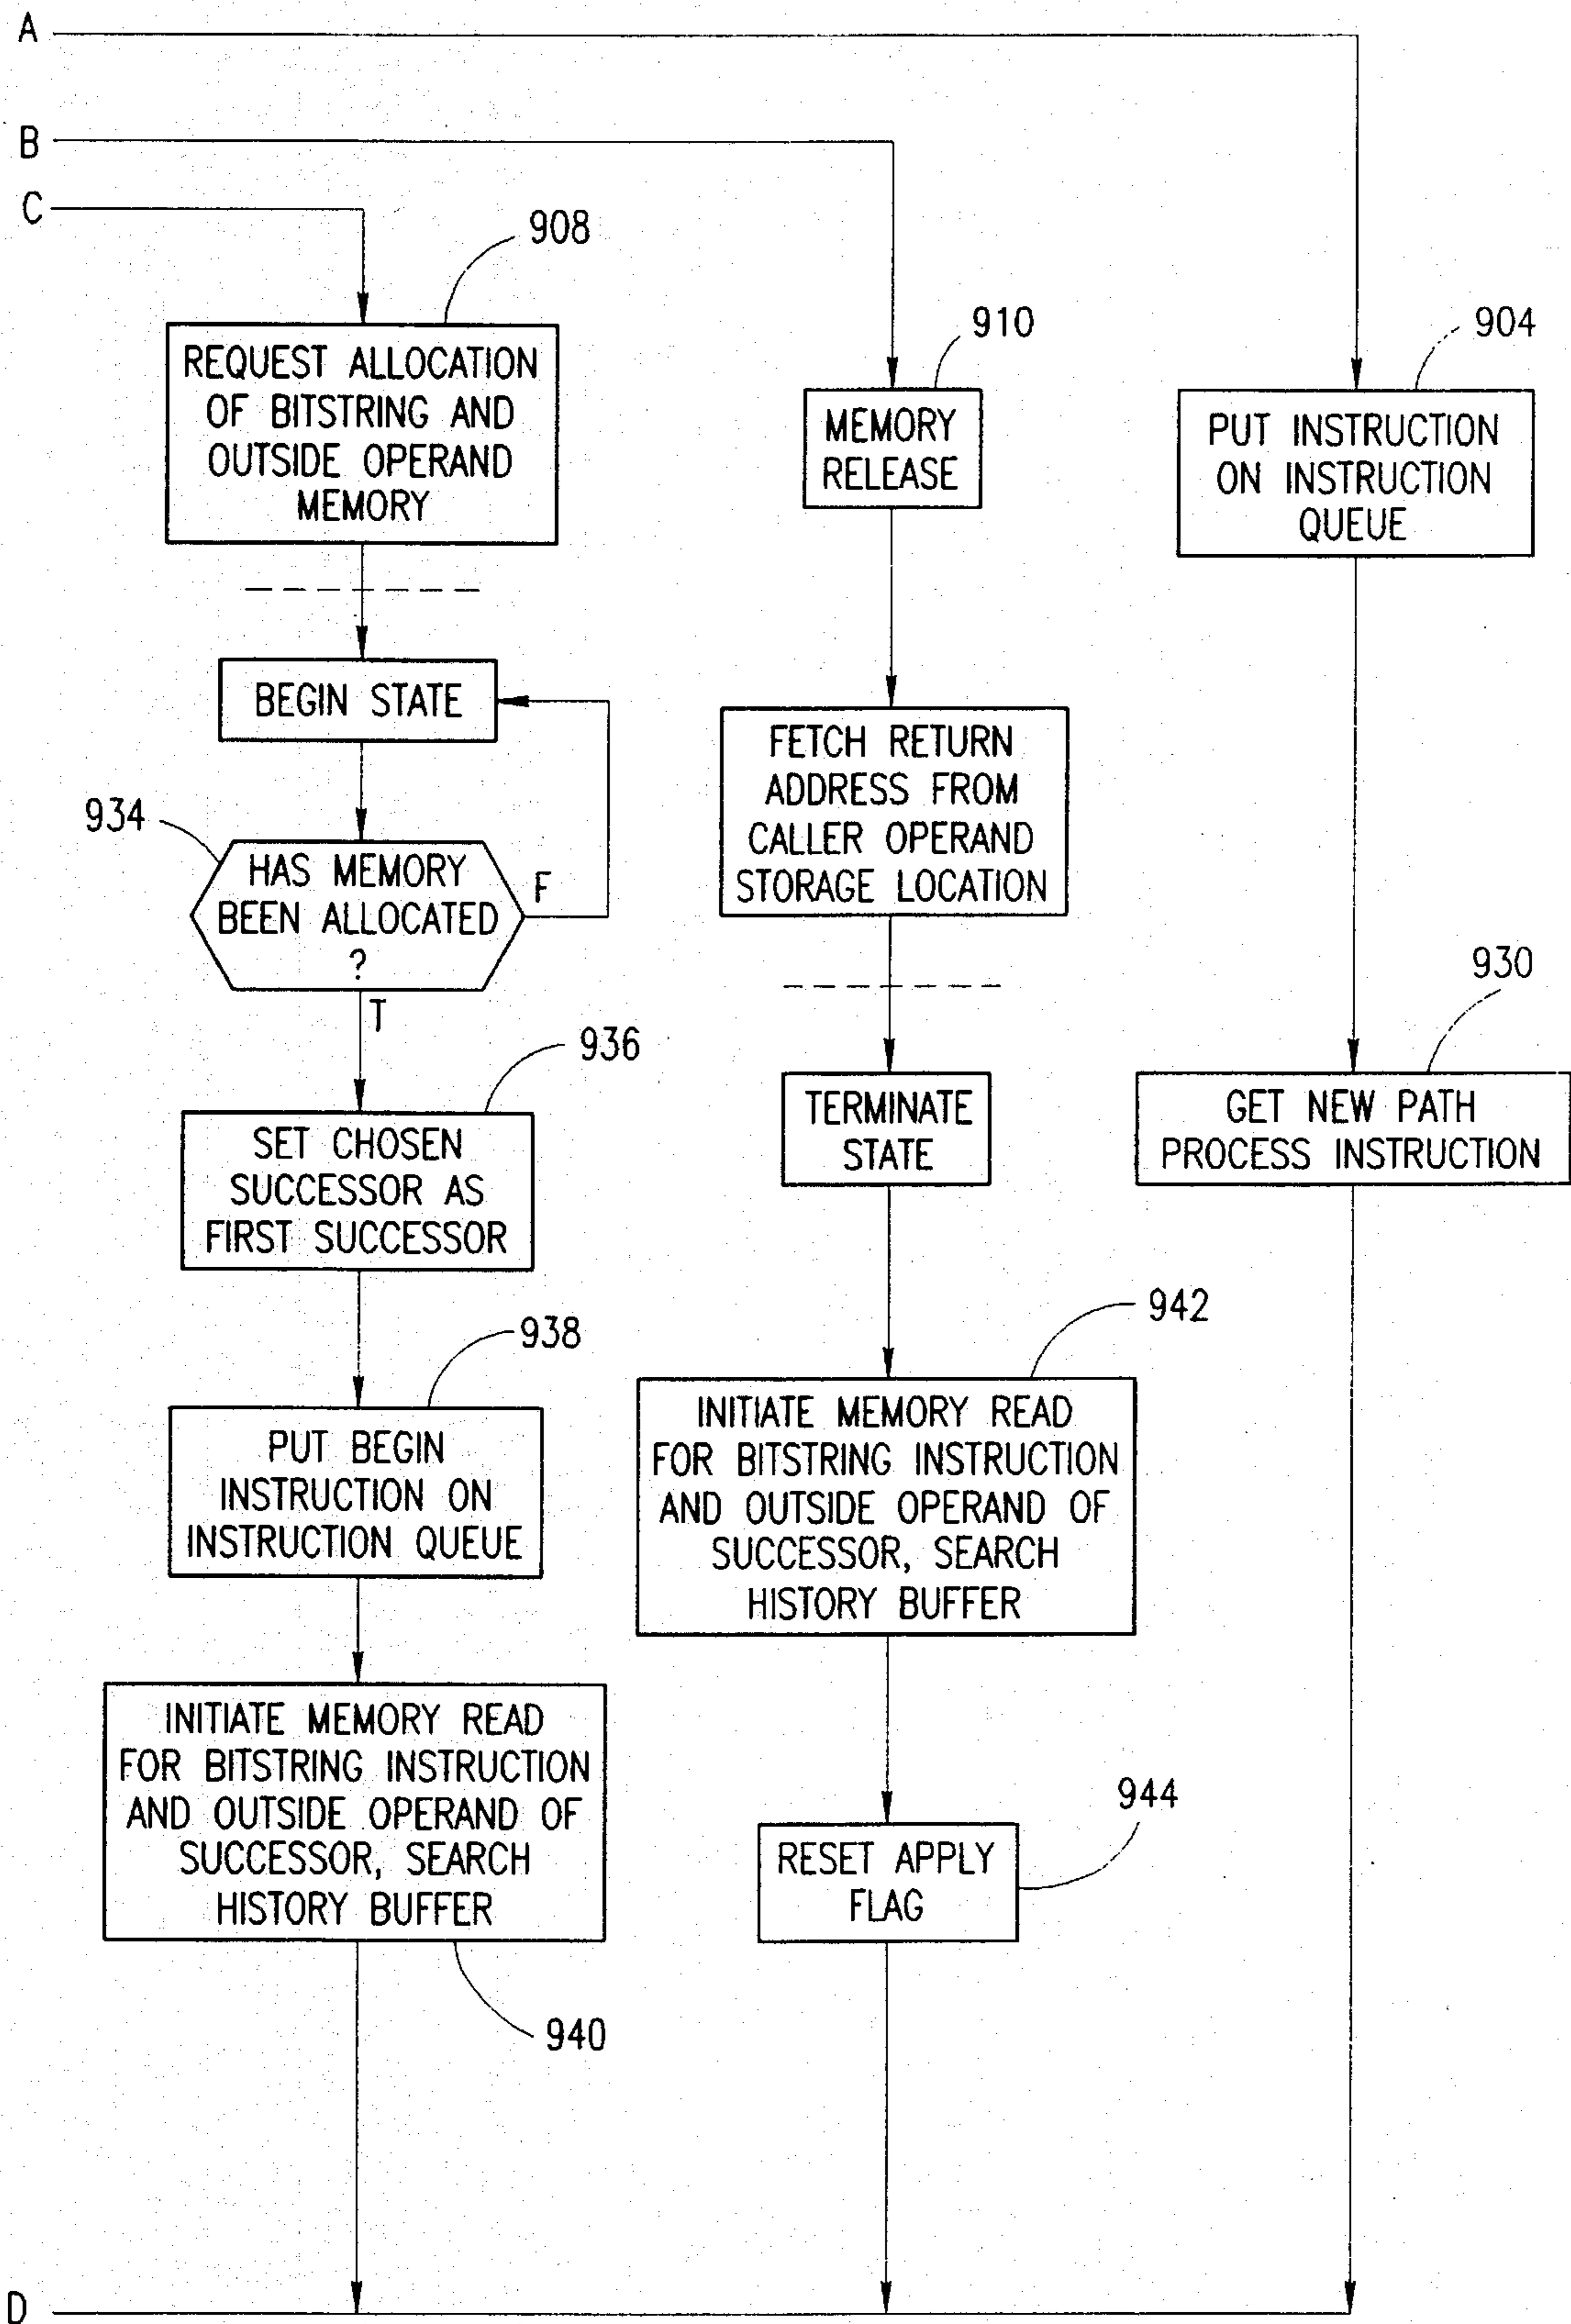 A
B
C
908
REQUEST ALLOCATION
OF BITSTRING AND
OUTSIDE OPERAND
MEMORY
BEGIN STATE
934
HAS MEMORY
BEEN ALLOCATED
?
F
T
936
SET CHOSEN
SUCCESSOR AS
FIRST SUCCESSOR
938
PUT BEGIN
INSTRUCTION ON
INSTRUCTION QUEUE
INITIATE MEMORY READ
FOR BITSTRING INSTRUCTION
AND OUTSIDE OPERAND OF
SUCCESSOR, SEARCH
HISTORY BUFFER
940
910
MEMORY
RELEASE
FETCH RETURN
ADDRESS FROM
CALLER OPERAND
STORAGE LOCATION
TERMINATE
STATE
942
INITIATE MEMORY READ
FOR BITSTRING INSTRUCTION
AND OUTSIDE OPERAND OF
SUCCESSOR, SEARCH
HISTORY BUFFER
944
RESET APPLY
FLAG
904
PUT INSTRUCTION
ON INSTRUCTION
QUEUE
930
GET NEW PATH
PROCESS INSTRUCTION
D